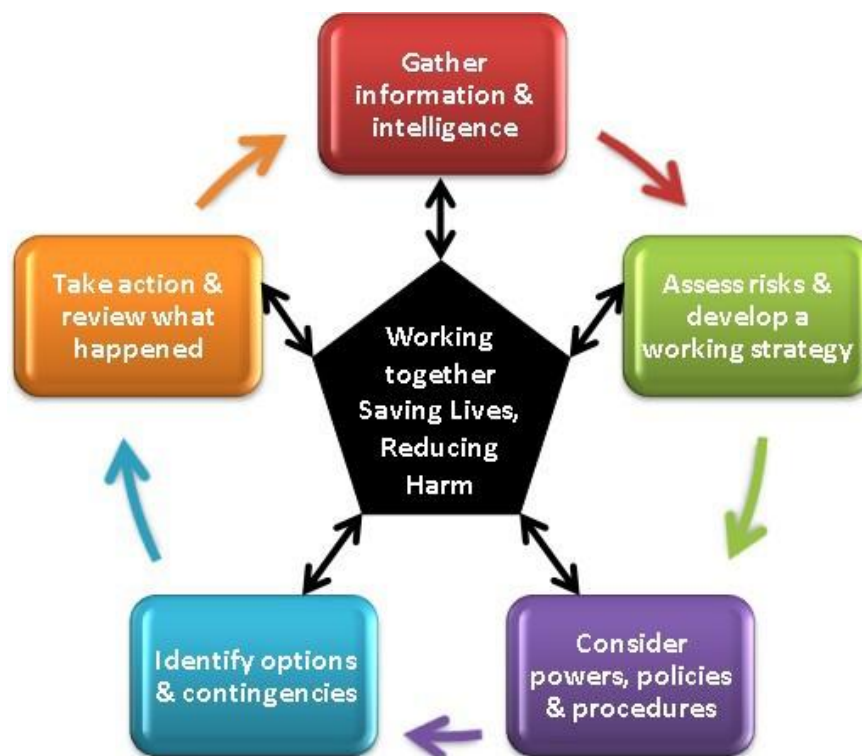 Gather
information &
intelligence
Assess risks &
develop a
working strategy
Consider
powers, policies
& procedures
Identify options
& contingencies
Take action &
review what
happened
Working
together
Saving Lives,
Reducing
Harm